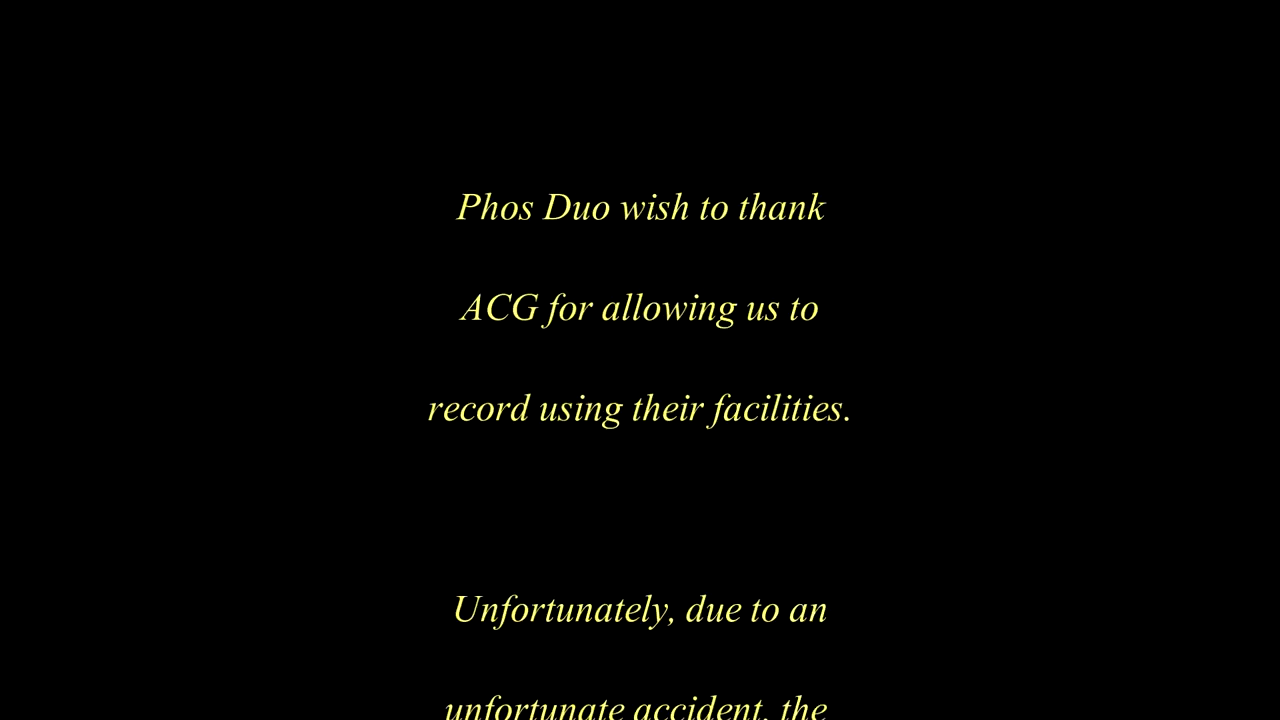 Phos Duo wish to thank
ACG for allowing us to
record using their facilities.
Unfortunately, due to an
unfortunate accident, the